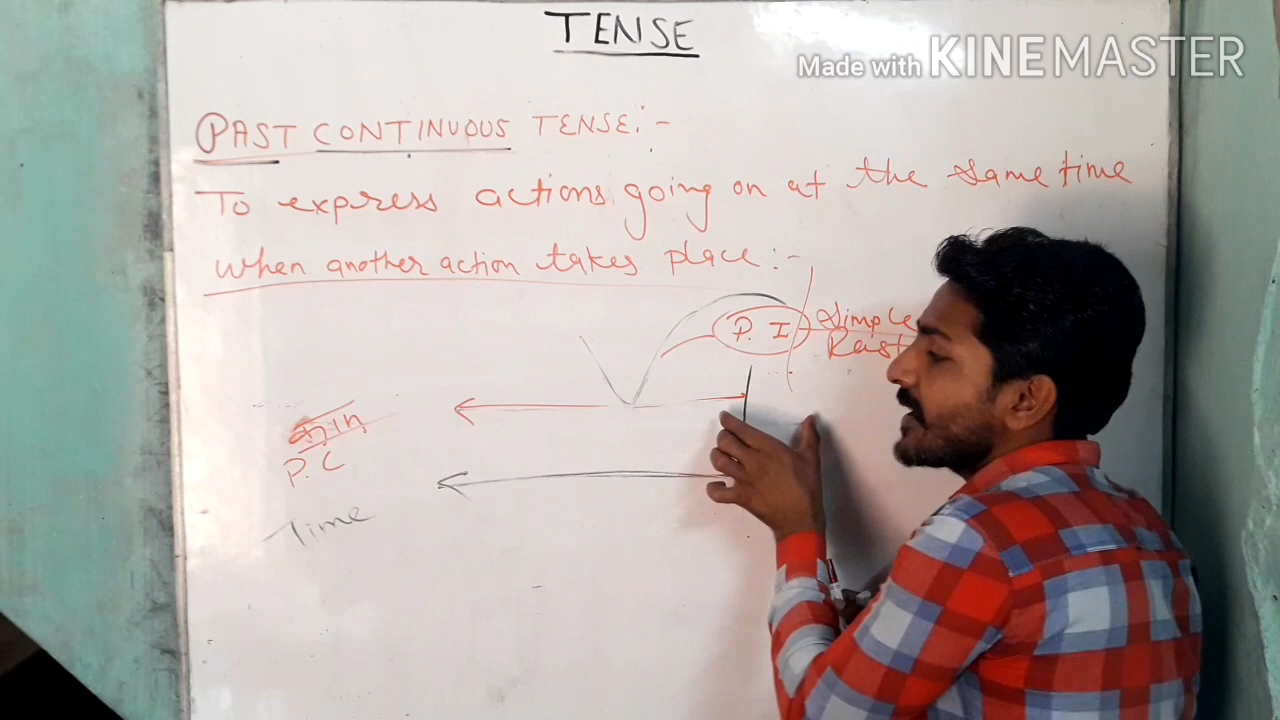 TENSE
Made with KINEMASTER
PAST CONTINUOUS TENSE:-
To express actions going on at the same time
when another action takes place:-
P. I Simple
Past
काम
P.C
Time